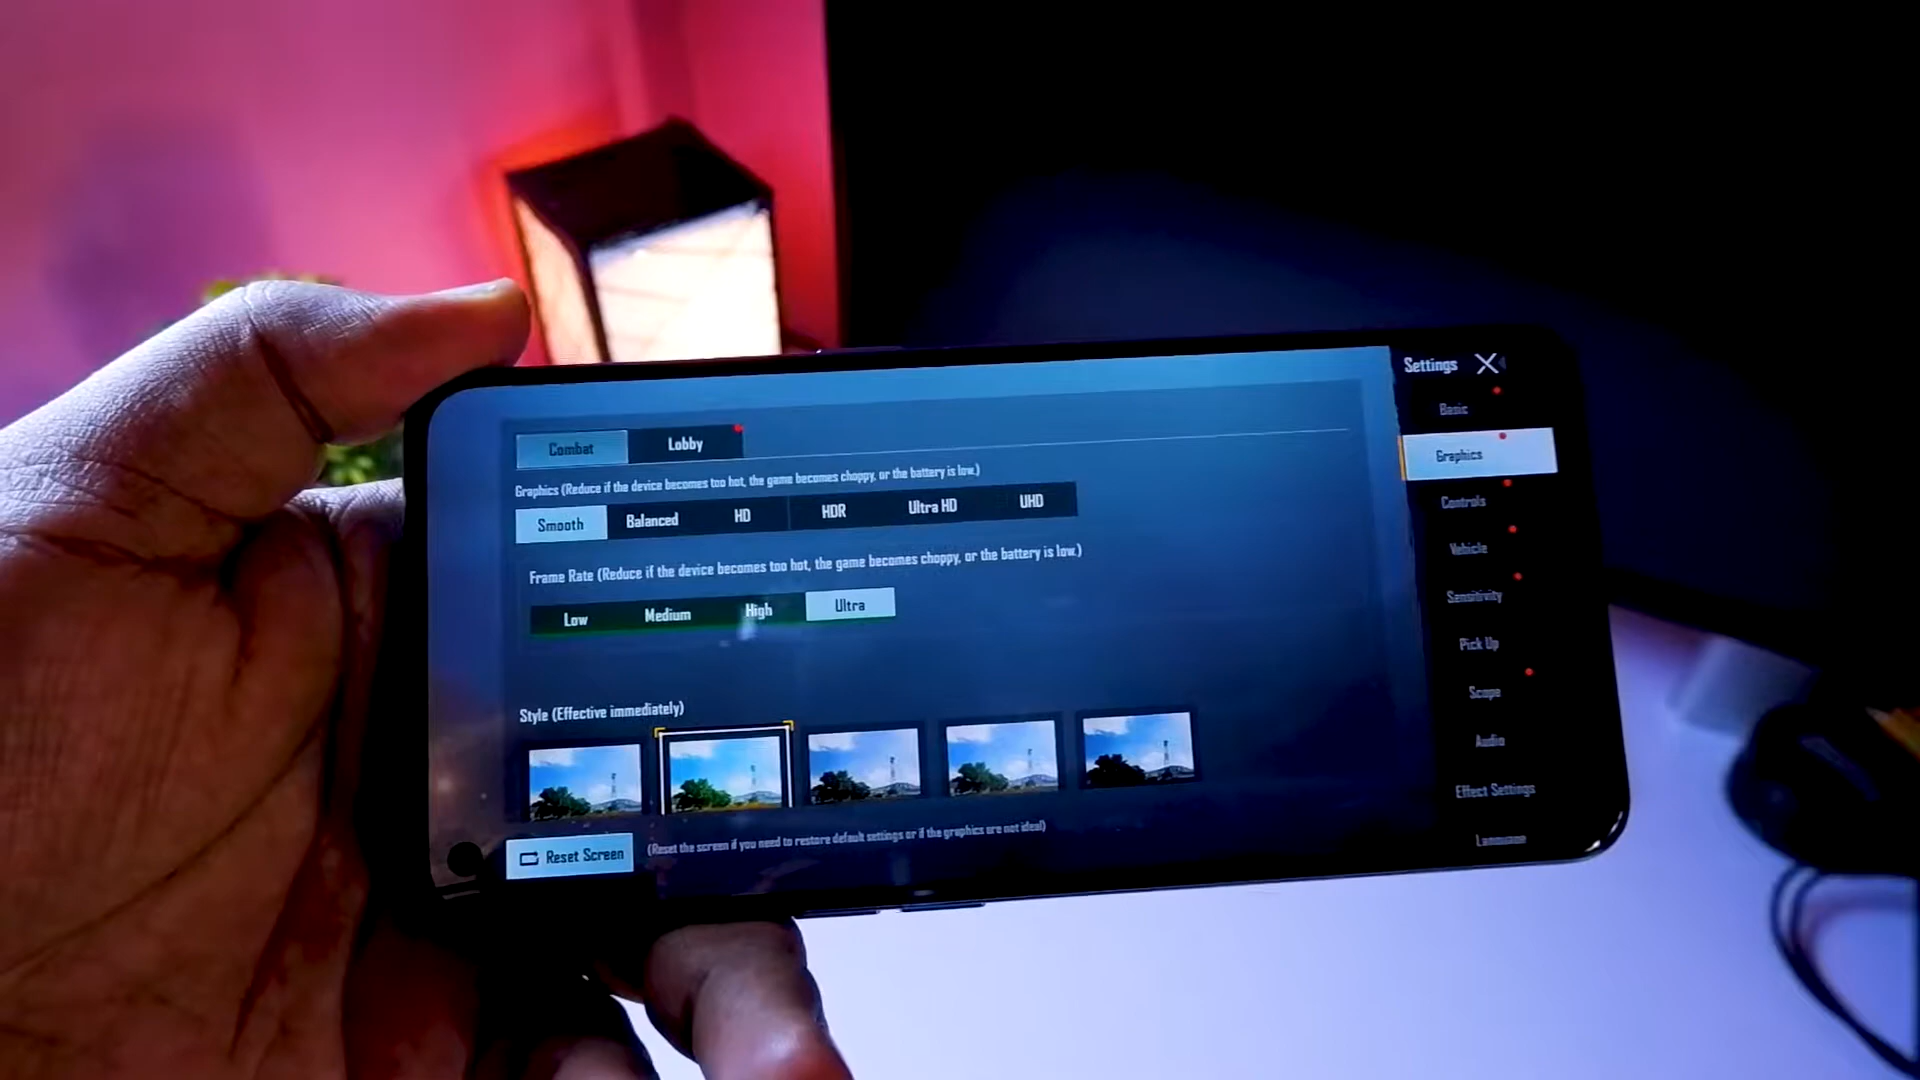 Settings
Combat
Lobby
Graphics (Reduce if the device becomes too hot, the game becomes choppy, or the battery is low.)
Smooth
Balanced
HD
HDR
Ultra HD
UHD
Frame Rate (Reduce if the device becomes too hot, the game becomes choppy, or the battery is low.)
Low
Medium
High
Ultra
Style (Effective immediately)
Reset Screen
(Reset the screen if you need to restore default settings or if the graphics are not ideal)
Basic
Graphics
Controls
Vehicle
Sensitivity
Pick Up
Scope
Audio
Effect Settings
Language